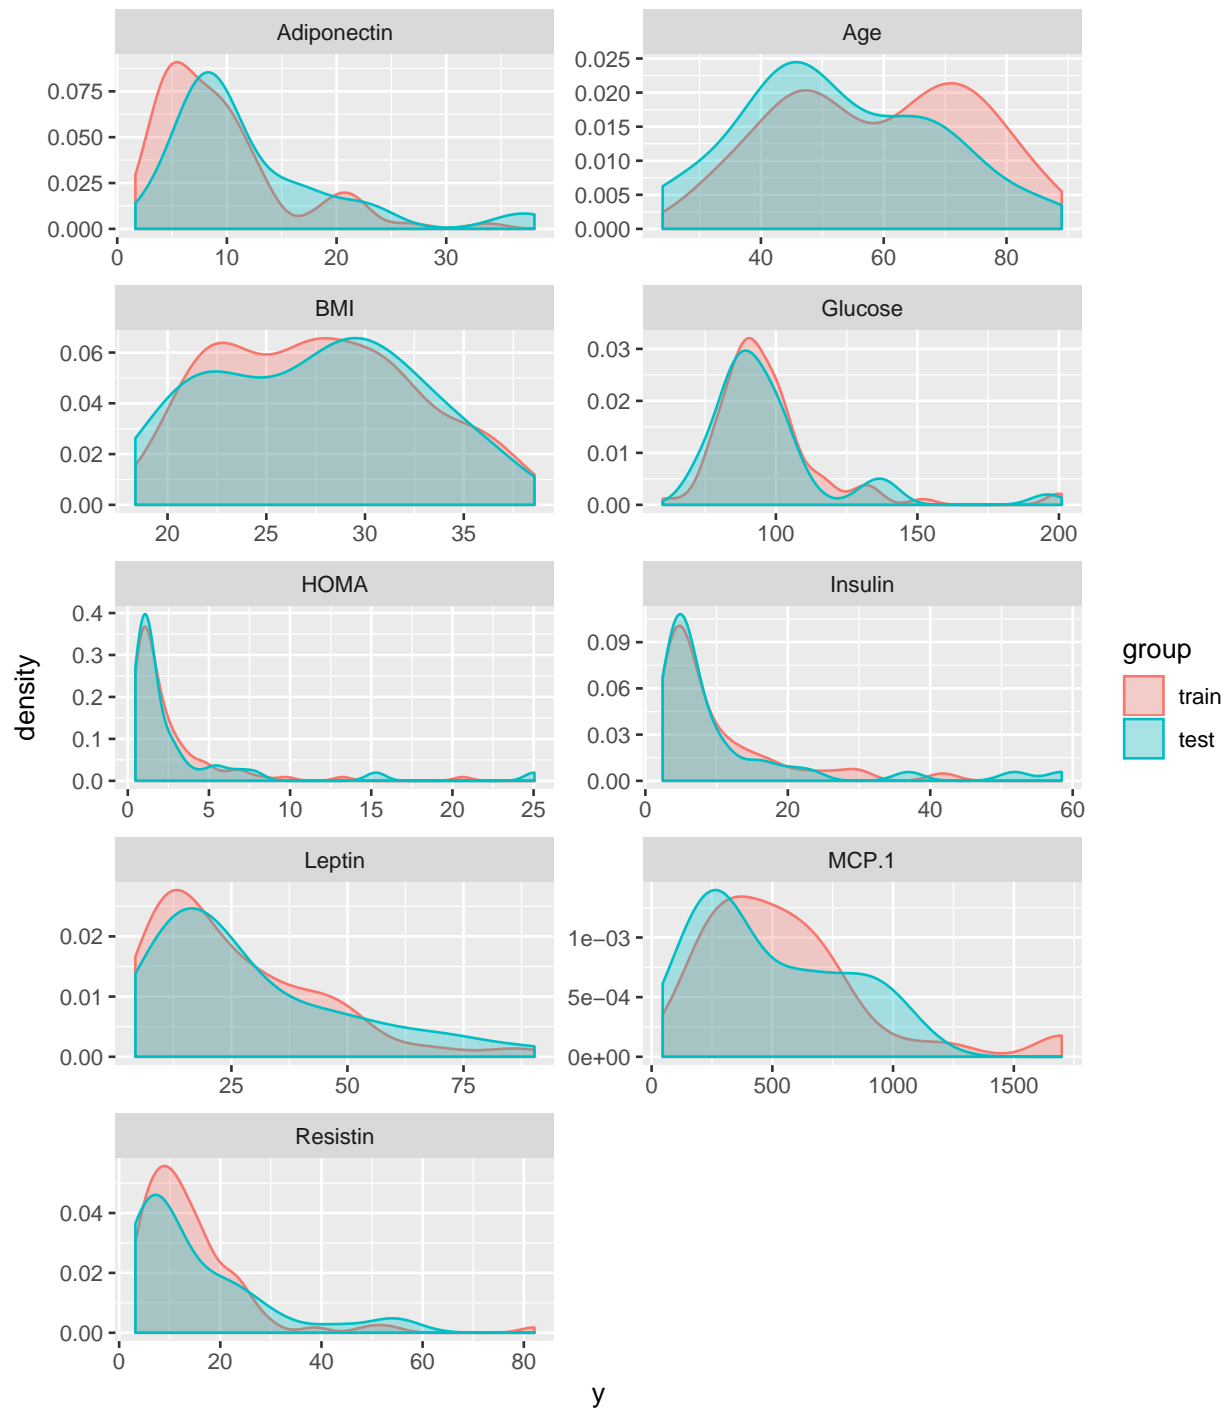 Adiponectin
0.075
0.050
0.025
0.000
0 10 20 30
Age
0.025
0.020
0.015
0.010
0.005
0.000
40 60 80
BMI
0.06
0.04
0.02
0.00
20 25 30 35
Glucose
0.03
0.02
0.01
0.00
100 150 200
HOMA
0.4
0.3
0.2
0.1
0.0
0 5 10 15 20 25
Insulin
0.09
0.06
0.03
0.00
0 20 40 60
Leptin
0.02
0.01
0.00
25 50 75
MCP.1
1e−03
5e−04
0e+00
0 500 1000 1500
Resistin
0.04
0.02
0.00
0 20 40 60 80
density
y
group
train
test